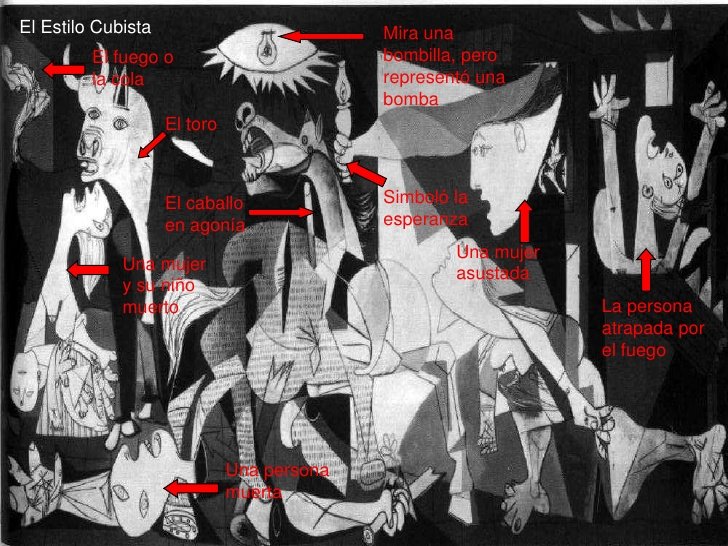 El Estilo Cubista
Mira una
bombilla, pero
representó una
bomba
El fuego o
la cola
El toro
El caballo
en agonía
Simboló la
esperanza
Una mujer
asustada
Una mujer
y su niño
muerto
La persona
atrapada por
el fuego
Una persona
muerta